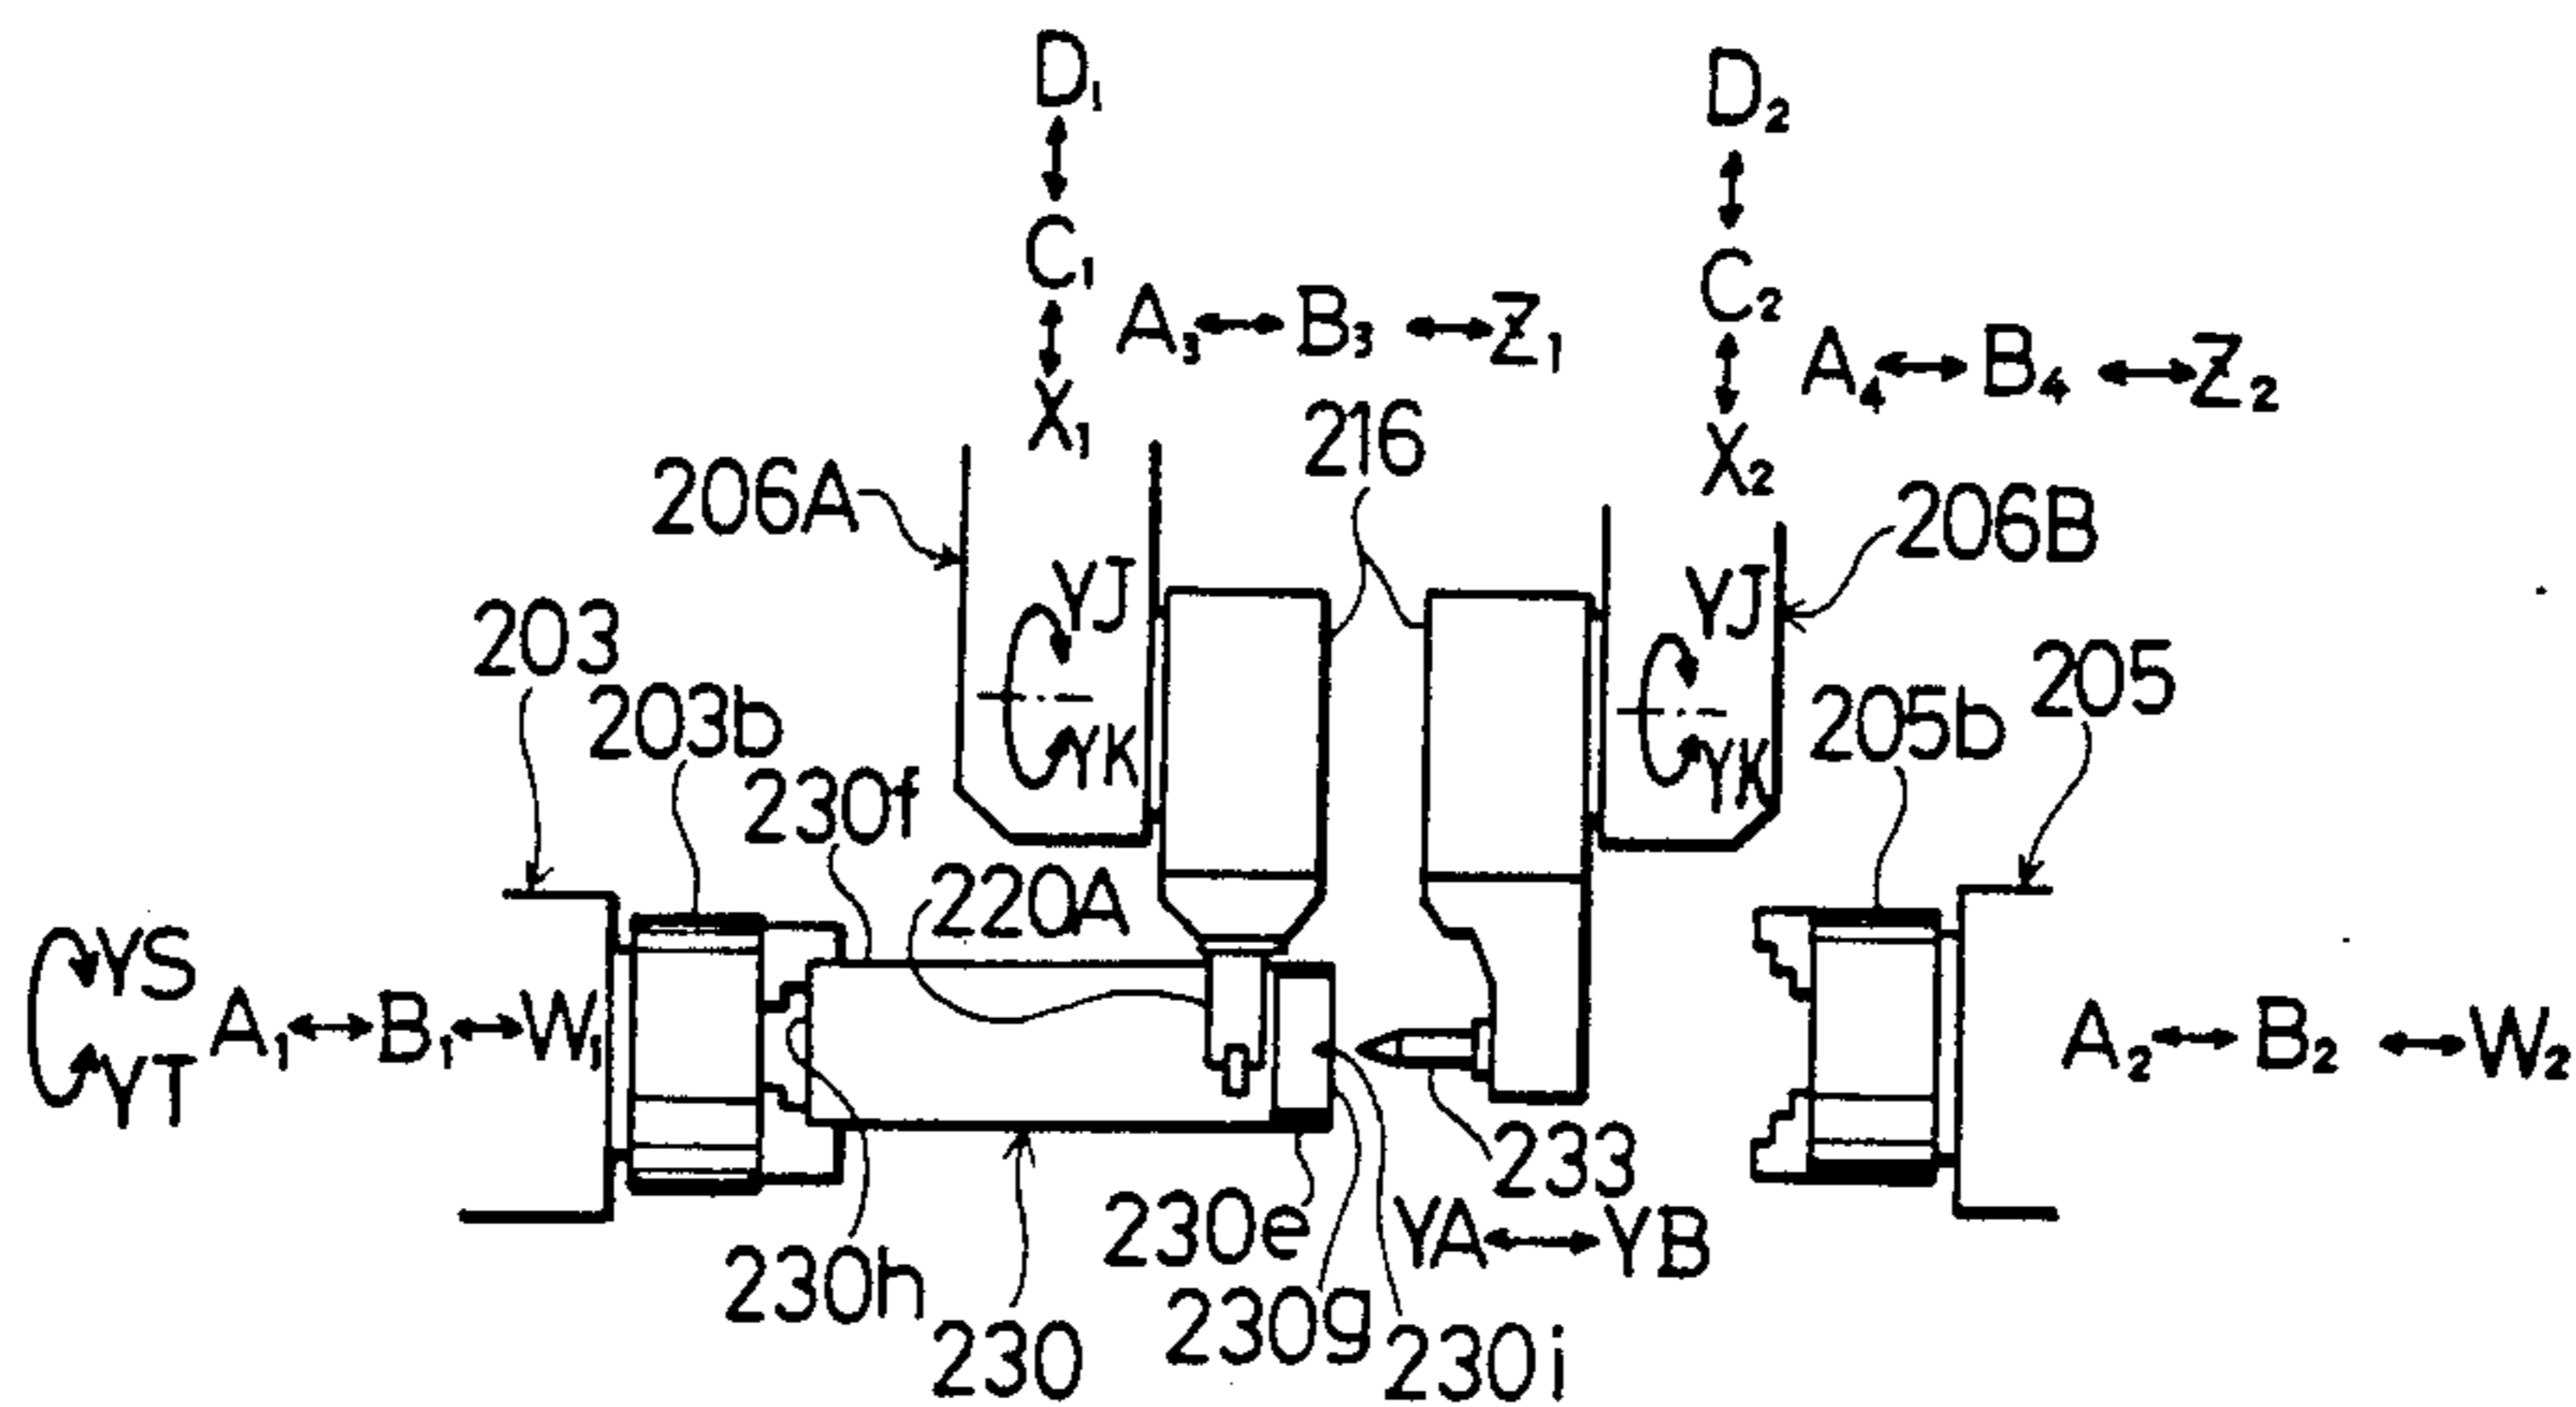 D₁
D₂
C₁
C₂
A₃ ↔ B₃ ↔ Z₁
A₄ ↔ B₄ ↔ Z₂
X₁
X₂
216
206A
206B
YJ
YJ
203
205
203b
205b
YK
YK
230f
220A
YS
A₁ ↔ B₁ ↔ W₁
A₂ ↔ B₂ ↔ W₂
YT
233
230e
YA ↔ YB
230h
230
230g
230i